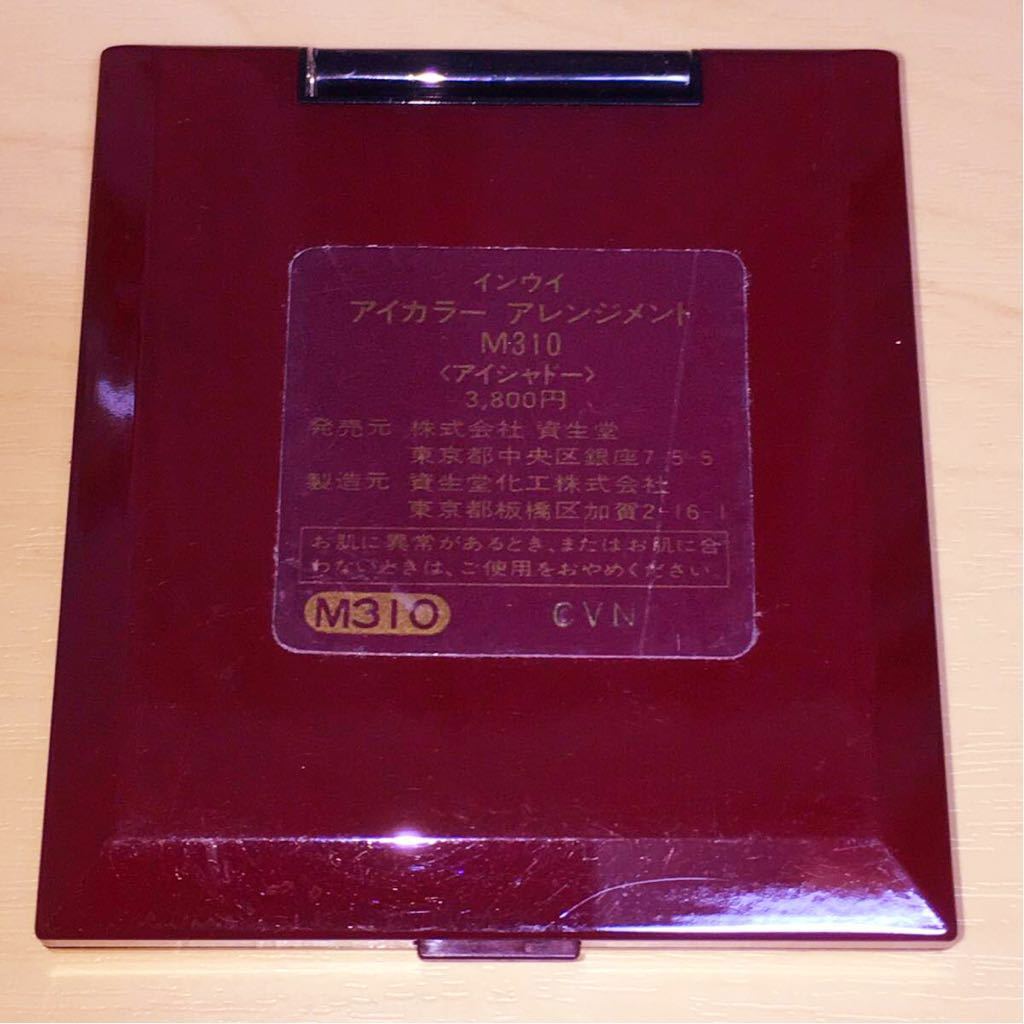 インウイ
アイカラー アレンジメント
M310
〈アイシャドー〉
3,800円
発売元 株式会社 資生堂
東京都中央区銀座7-5-5
製造元 資生堂化工株式会社
東京都板橋区加賀2-16-1
お肌に異常があるとき、またはお肌に合
わないときは、ご使用をおやめください
M310 CVN